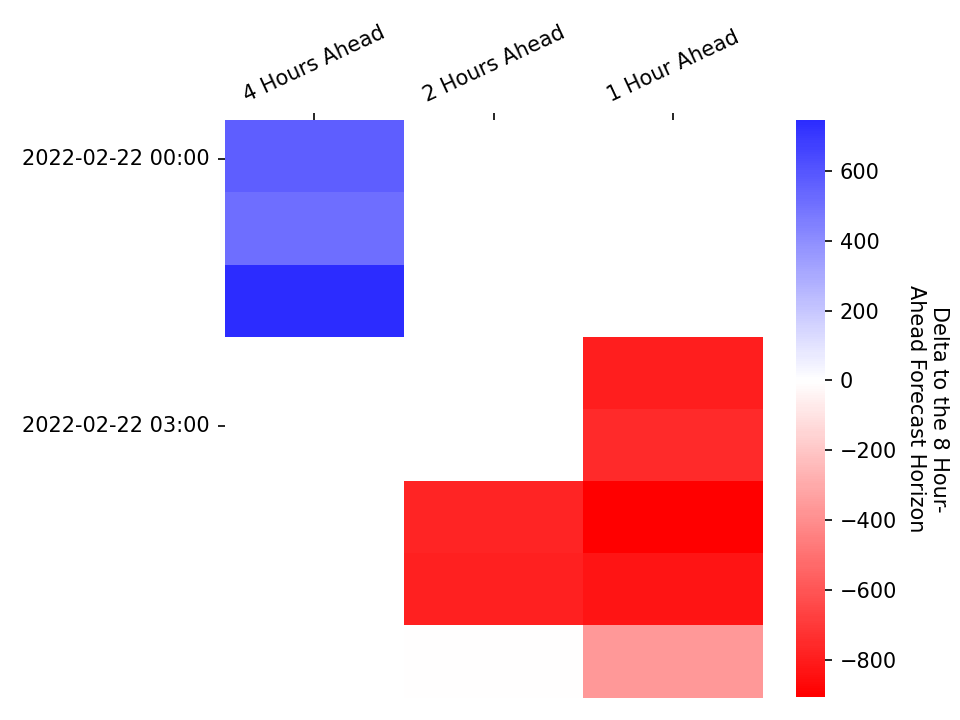 4 Hours Ahead
2 Hours Ahead
1 Hour Ahead
2022-02-22 00:00
2022-02-22 03:00
600
400
200
0
−200
−400
−600
−800
Delta to the 8 Hour-
Ahead Forecast Horizon